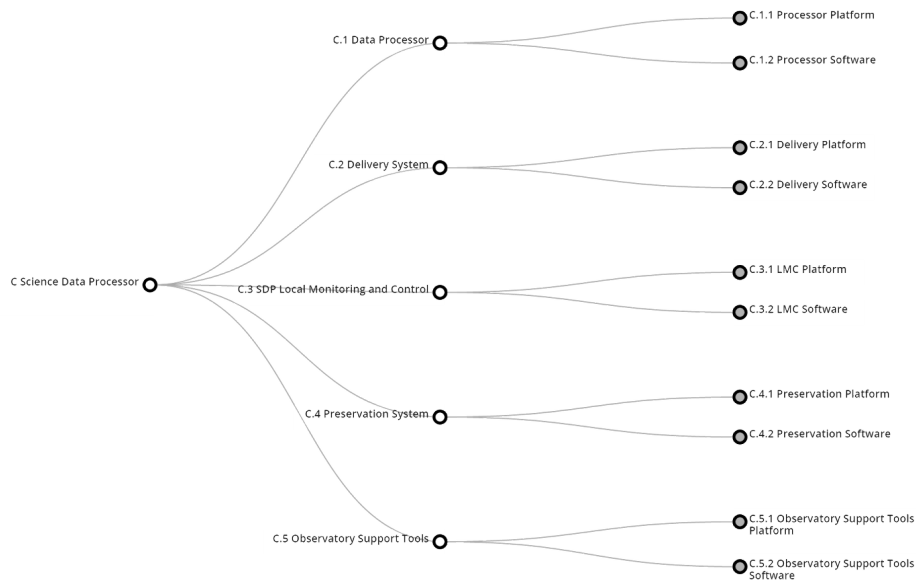 C Science Data Processor
C.1 Data Processor
C.1.1 Processor Platform
C.1.2 Processor Software
C.2 Delivery System
C.2.1 Delivery Platform
C.2.2 Delivery Software
C.3 SDP Local Monitoring and Control
C.3.1 LMC Platform
C.3.2 LMC Software
C.4 Preservation System
C.4.1 Preservation Platform
C.4.2 Preservation Software
C.5 Observatory Support Tools
C.5.1 Observatory Support Tools
Platform
C.5.2 Observatory Support Tools
Software